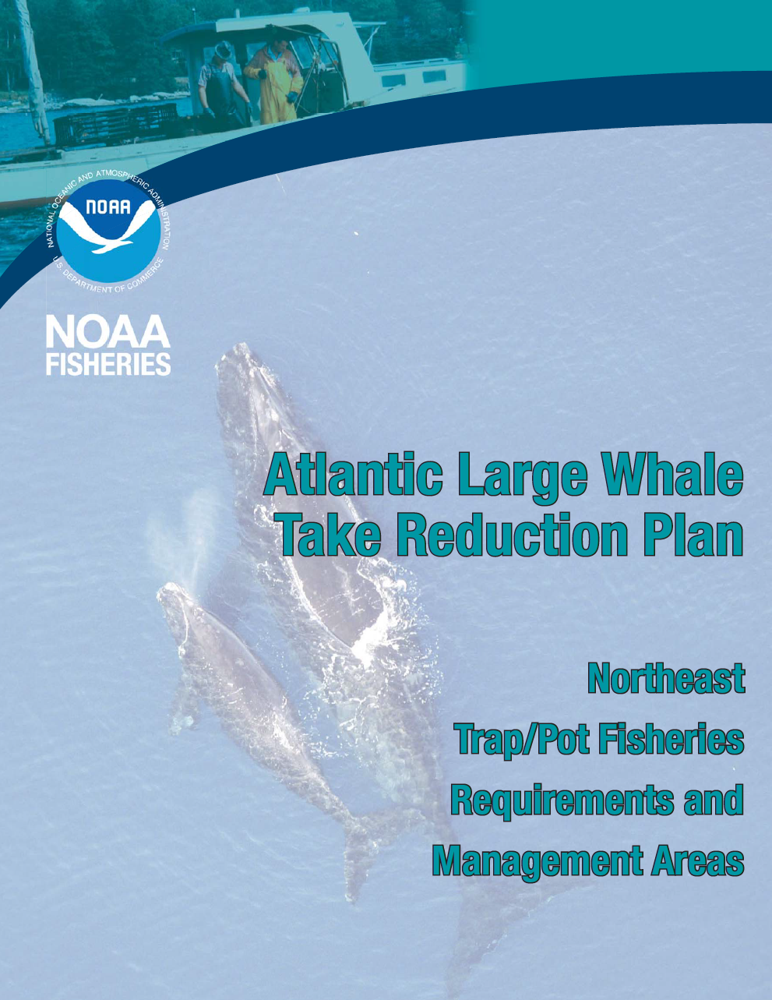 NATIONAL OCEANIC AND ATMOSPHERIC ADMINISTRATION
NOAA
U.S. DEPARTMENT OF COMMERCE
NOAA
FISHERIES
Atlantic Large Whale
Take Reduction Plan
Northeast
Trap/Pot Fisheries
Requirements and
Management Areas